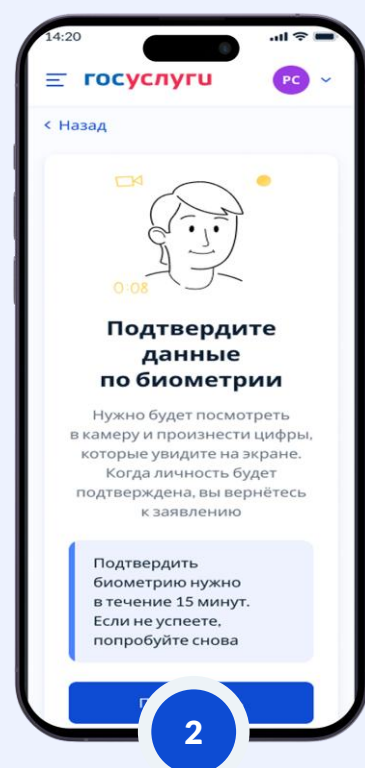 14:20
госуслуги
РС
Назад
0:08
Подтвердите
данные
по биометрии
Нужно будет посмотреть
в камеру и произнести цифры,
которые увидите на экране.
Когда личность будет
подтверждена, вы вернётесь
к заявлению
Подтвердить
биометрию нужно
в течение 15 минут.
Если не успеете,
попробуйте снова
2